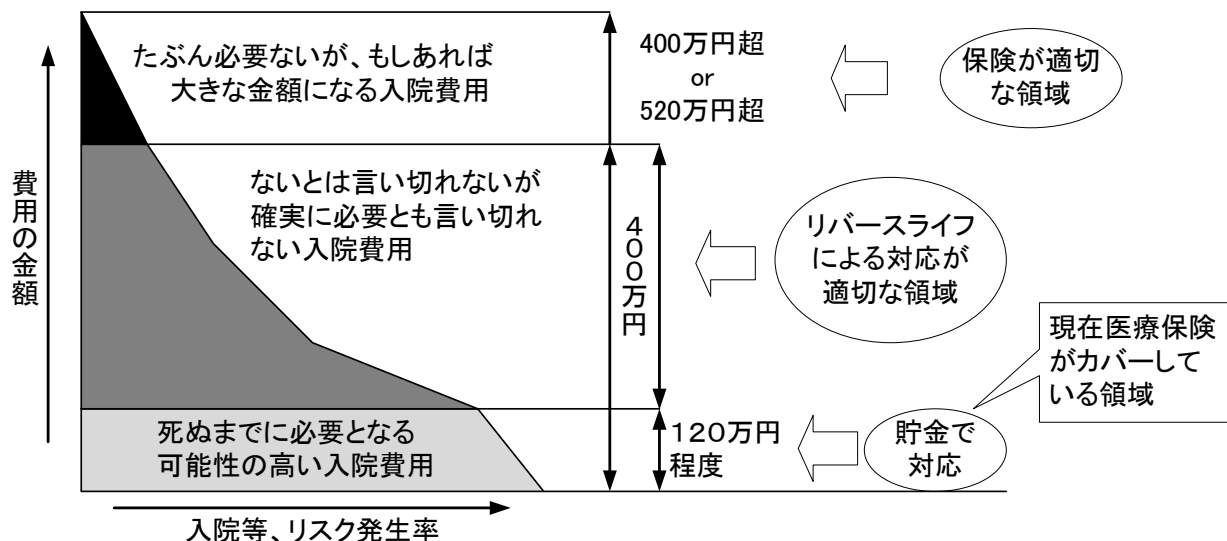 たぶん必要ないが、もしあれば
大きな金額になる入院費用
400万円超
or
520万円超
保険が適切
な領域
費用の金額
ないとは言い切れないが
確実に必要とも言い切れ
ない入院費用
400万円
リバースライフ
による対応が
適切な領域
現在医療保険
がカバーして
いる領域
死ぬまでに必要となる
可能性の高い入院費用
120万円
程度
貯金で
対応
入院等、リスク発生率